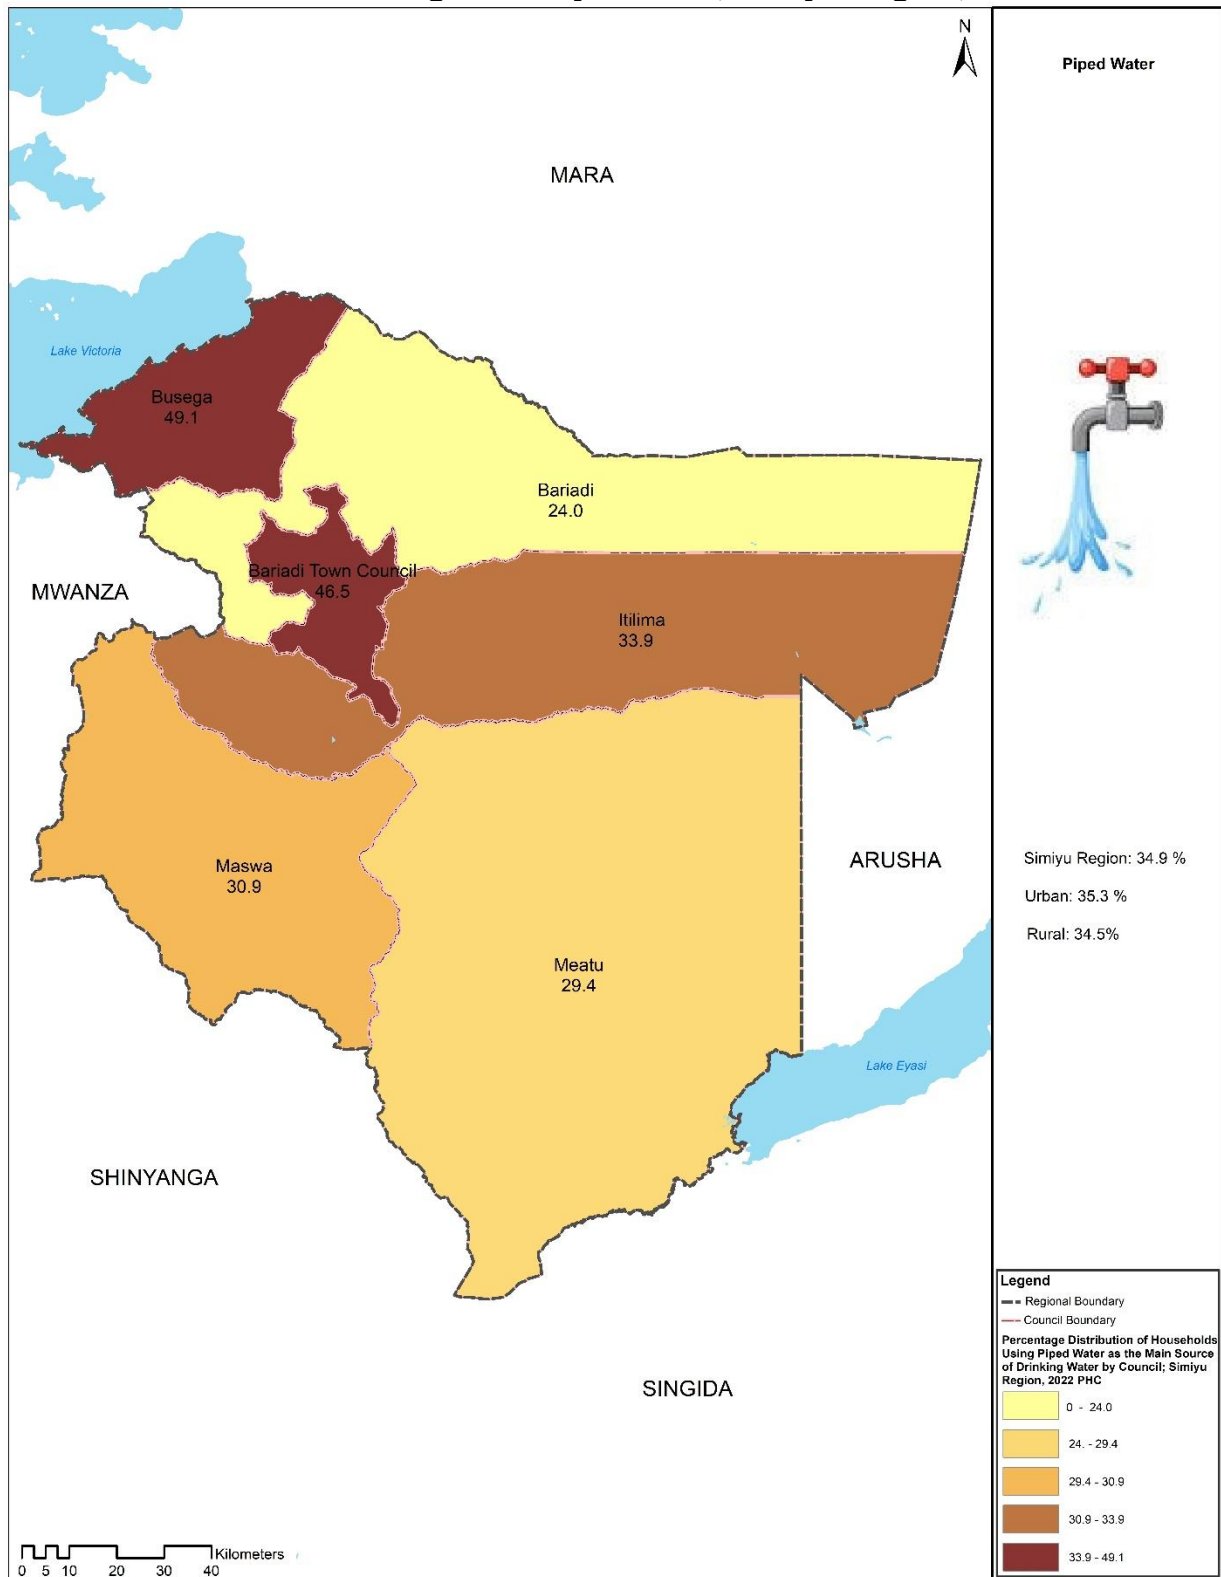 N
MARA
Lake Victoria
Busega
49.1
Bariadi
24.0
Bariadi Town Council
46.5
MWANZA
Itilima
33.9
Maswa
30.9
ARUSHA
Meatu
29.4
Lake Eyasi
SHINYANGA
SINGIDA
Kilometers
0 5 10 20 30 40
Piped Water
Simiyu Region: 34.9 %
Urban: 35.3 %
Rural: 34.5%
Legend
Regional Boundary
Council Boundary
Percentage Distribution of Households
Using Piped Water as the Main Source
of Drinking Water by Council; Simiyu
Region, 2022 PHC
0 - 24.0
24. - 29.4
29.4 - 30.9
30.9 - 33.9
33.9 - 49.1